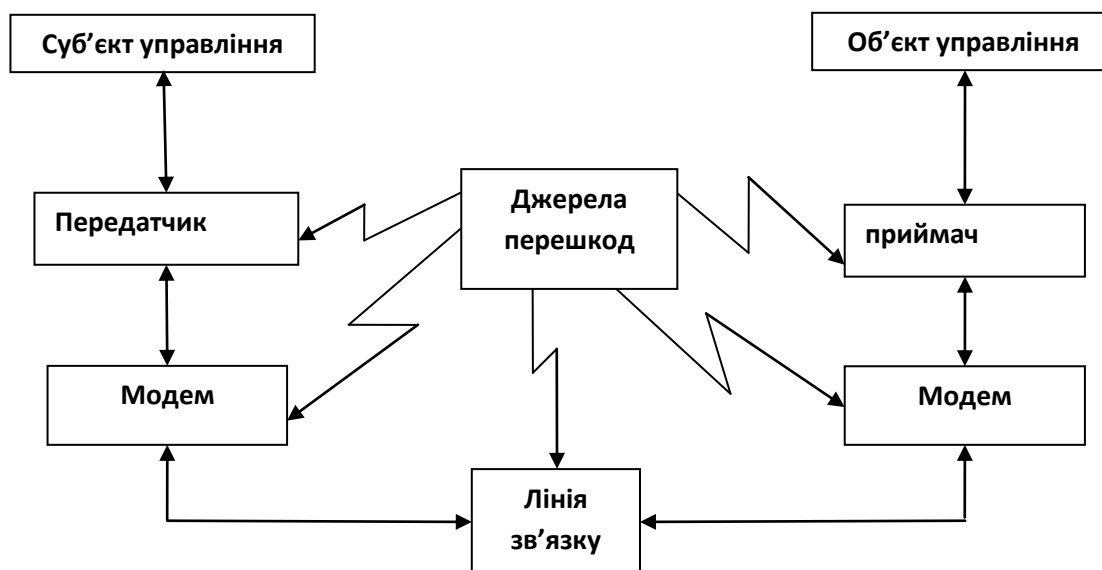 Суб’єкт управління
Об’єкт управління
Передатчик
Джерела
перешкод
приймач
Модем
Модем
Лінія
зв’язку